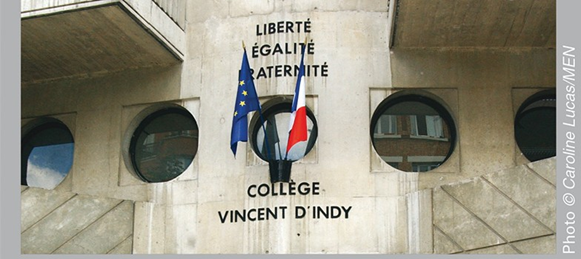 LIBERTÉ
ÉGALITÉ
FRATERNITÉ
COLLÈGE
VINCENT D'INDY
Photo © Caroline Lucas/MEN